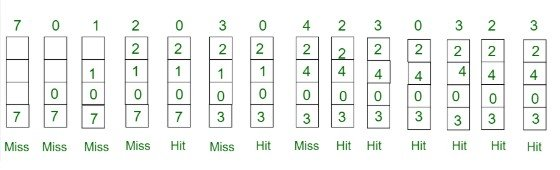 7 0 1 2 0 3 0 4 2 3 0 3 2 3
2 2 2 2 2 2 2 2 2 2 2
1 1 1 1 1 4 4 4 4 4 4 4
0 0 0 0 0 0 0 0 0 0 0 0 0
7 7 7 7 7 3 3 3 3 3 3 3 3 3
Miss Miss Miss Miss Hit Miss Hit Miss Hit Hit Hit Hit Hit Hit